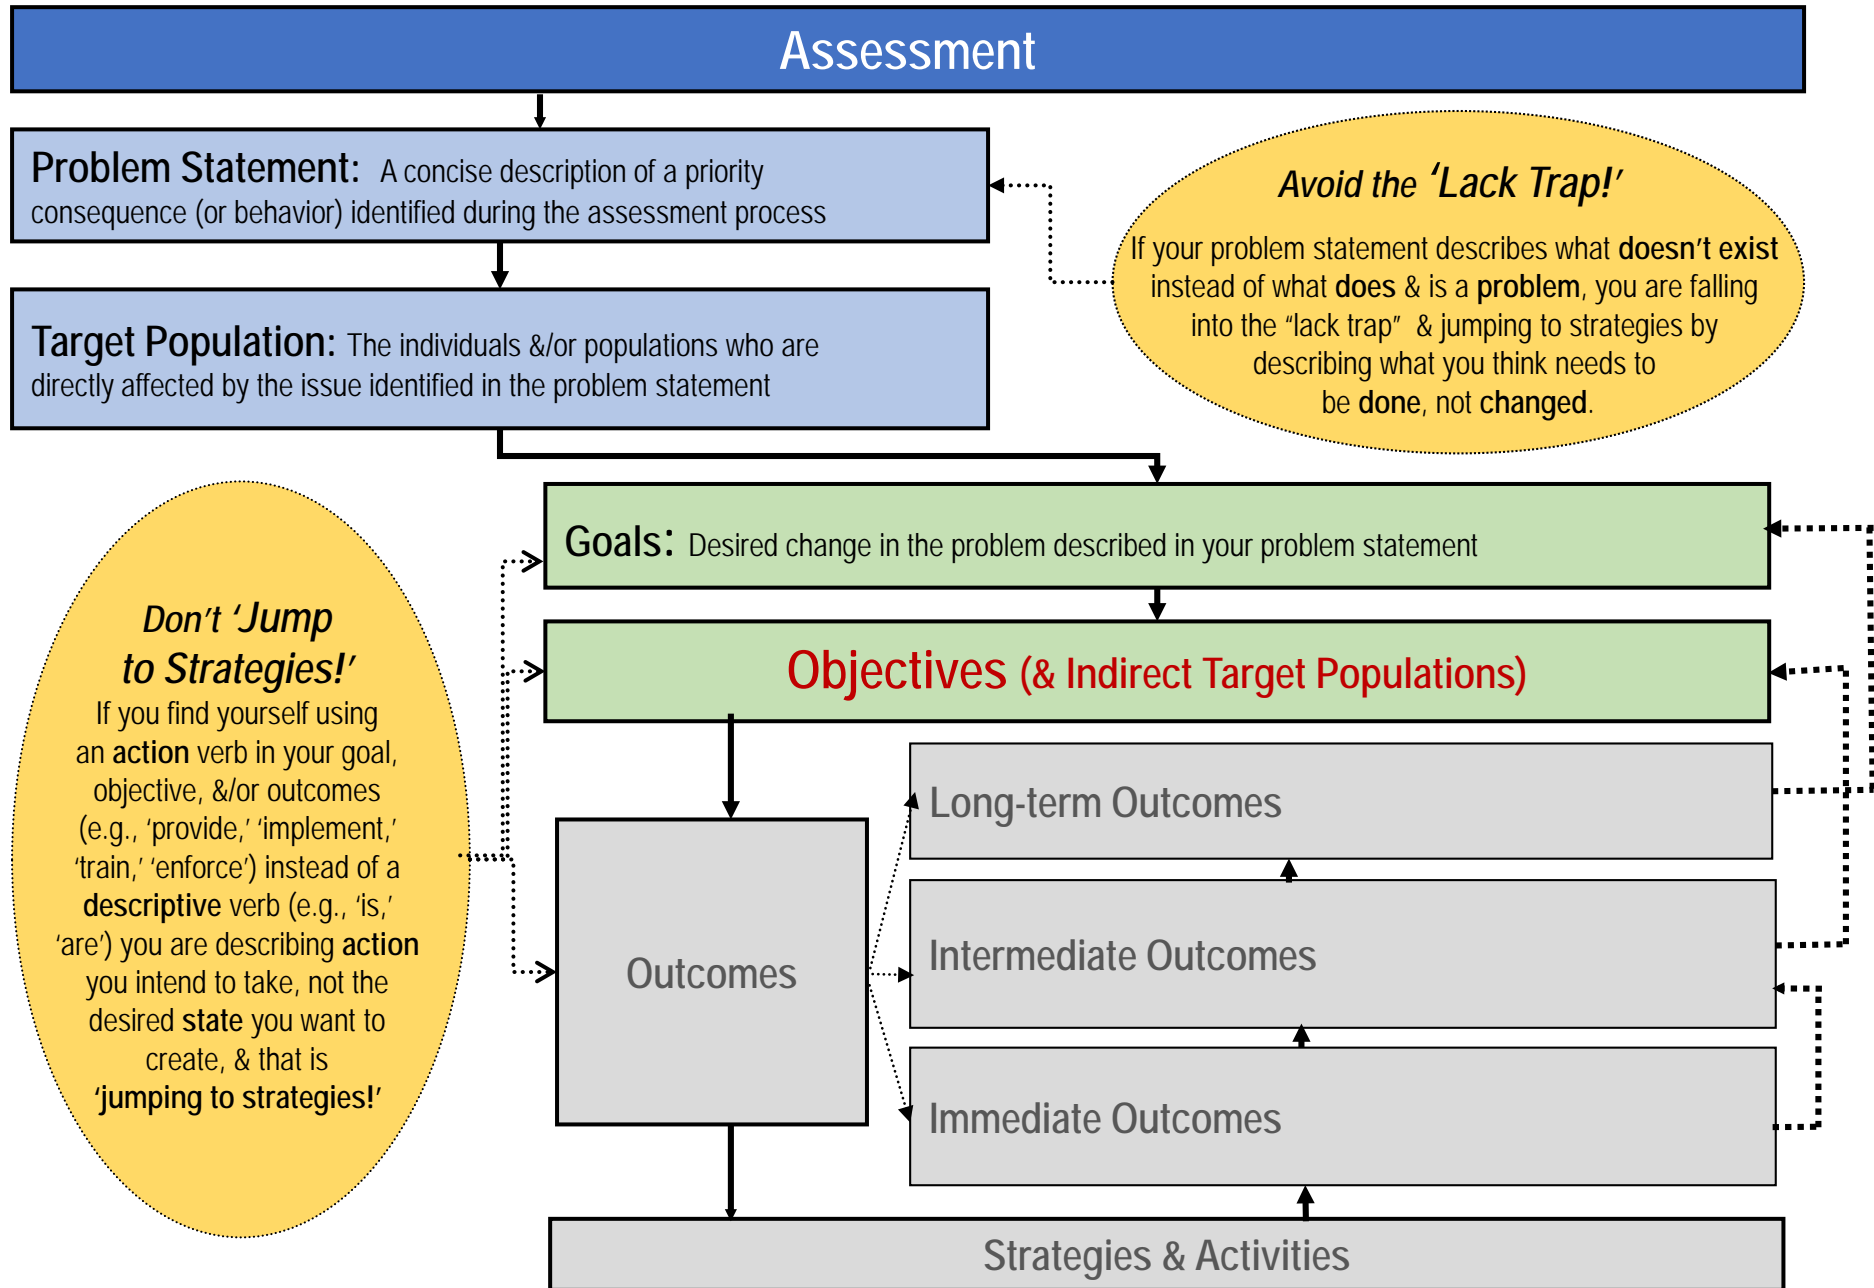 Assessment
Problem Statement: A concise description of a priority
consequence (or behavior) identified during the assessment process
Avoid the ‘Lack Trap!’
If your problem statement describes what doesn’t exist
instead of what does & is a problem, you are falling
into the “lack trap” & jumping to strategies by
describing what you think needs to
be done, not changed.
Target Population: The individuals &/or populations who are
directly affected by the issue identified in the problem statement
Goals: Desired change in the problem described in your problem statement
Don’t ‘Jump
to Strategies!’
If you find yourself using
an action verb in your goal,
objective, &/or outcomes
(e.g., ‘provide,’ ‘implement,’
‘train,’ ‘enforce’) instead of a
descriptive verb (e.g., ‘is,’
‘are’) you are describing action
you intend to take, not the
desired state you want to
create, & that is
‘jumping to strategies!’
Objectives (& Indirect Target Populations)
Outcomes
Long-term Outcomes
Intermediate Outcomes
Immediate Outcomes
Strategies & Activities